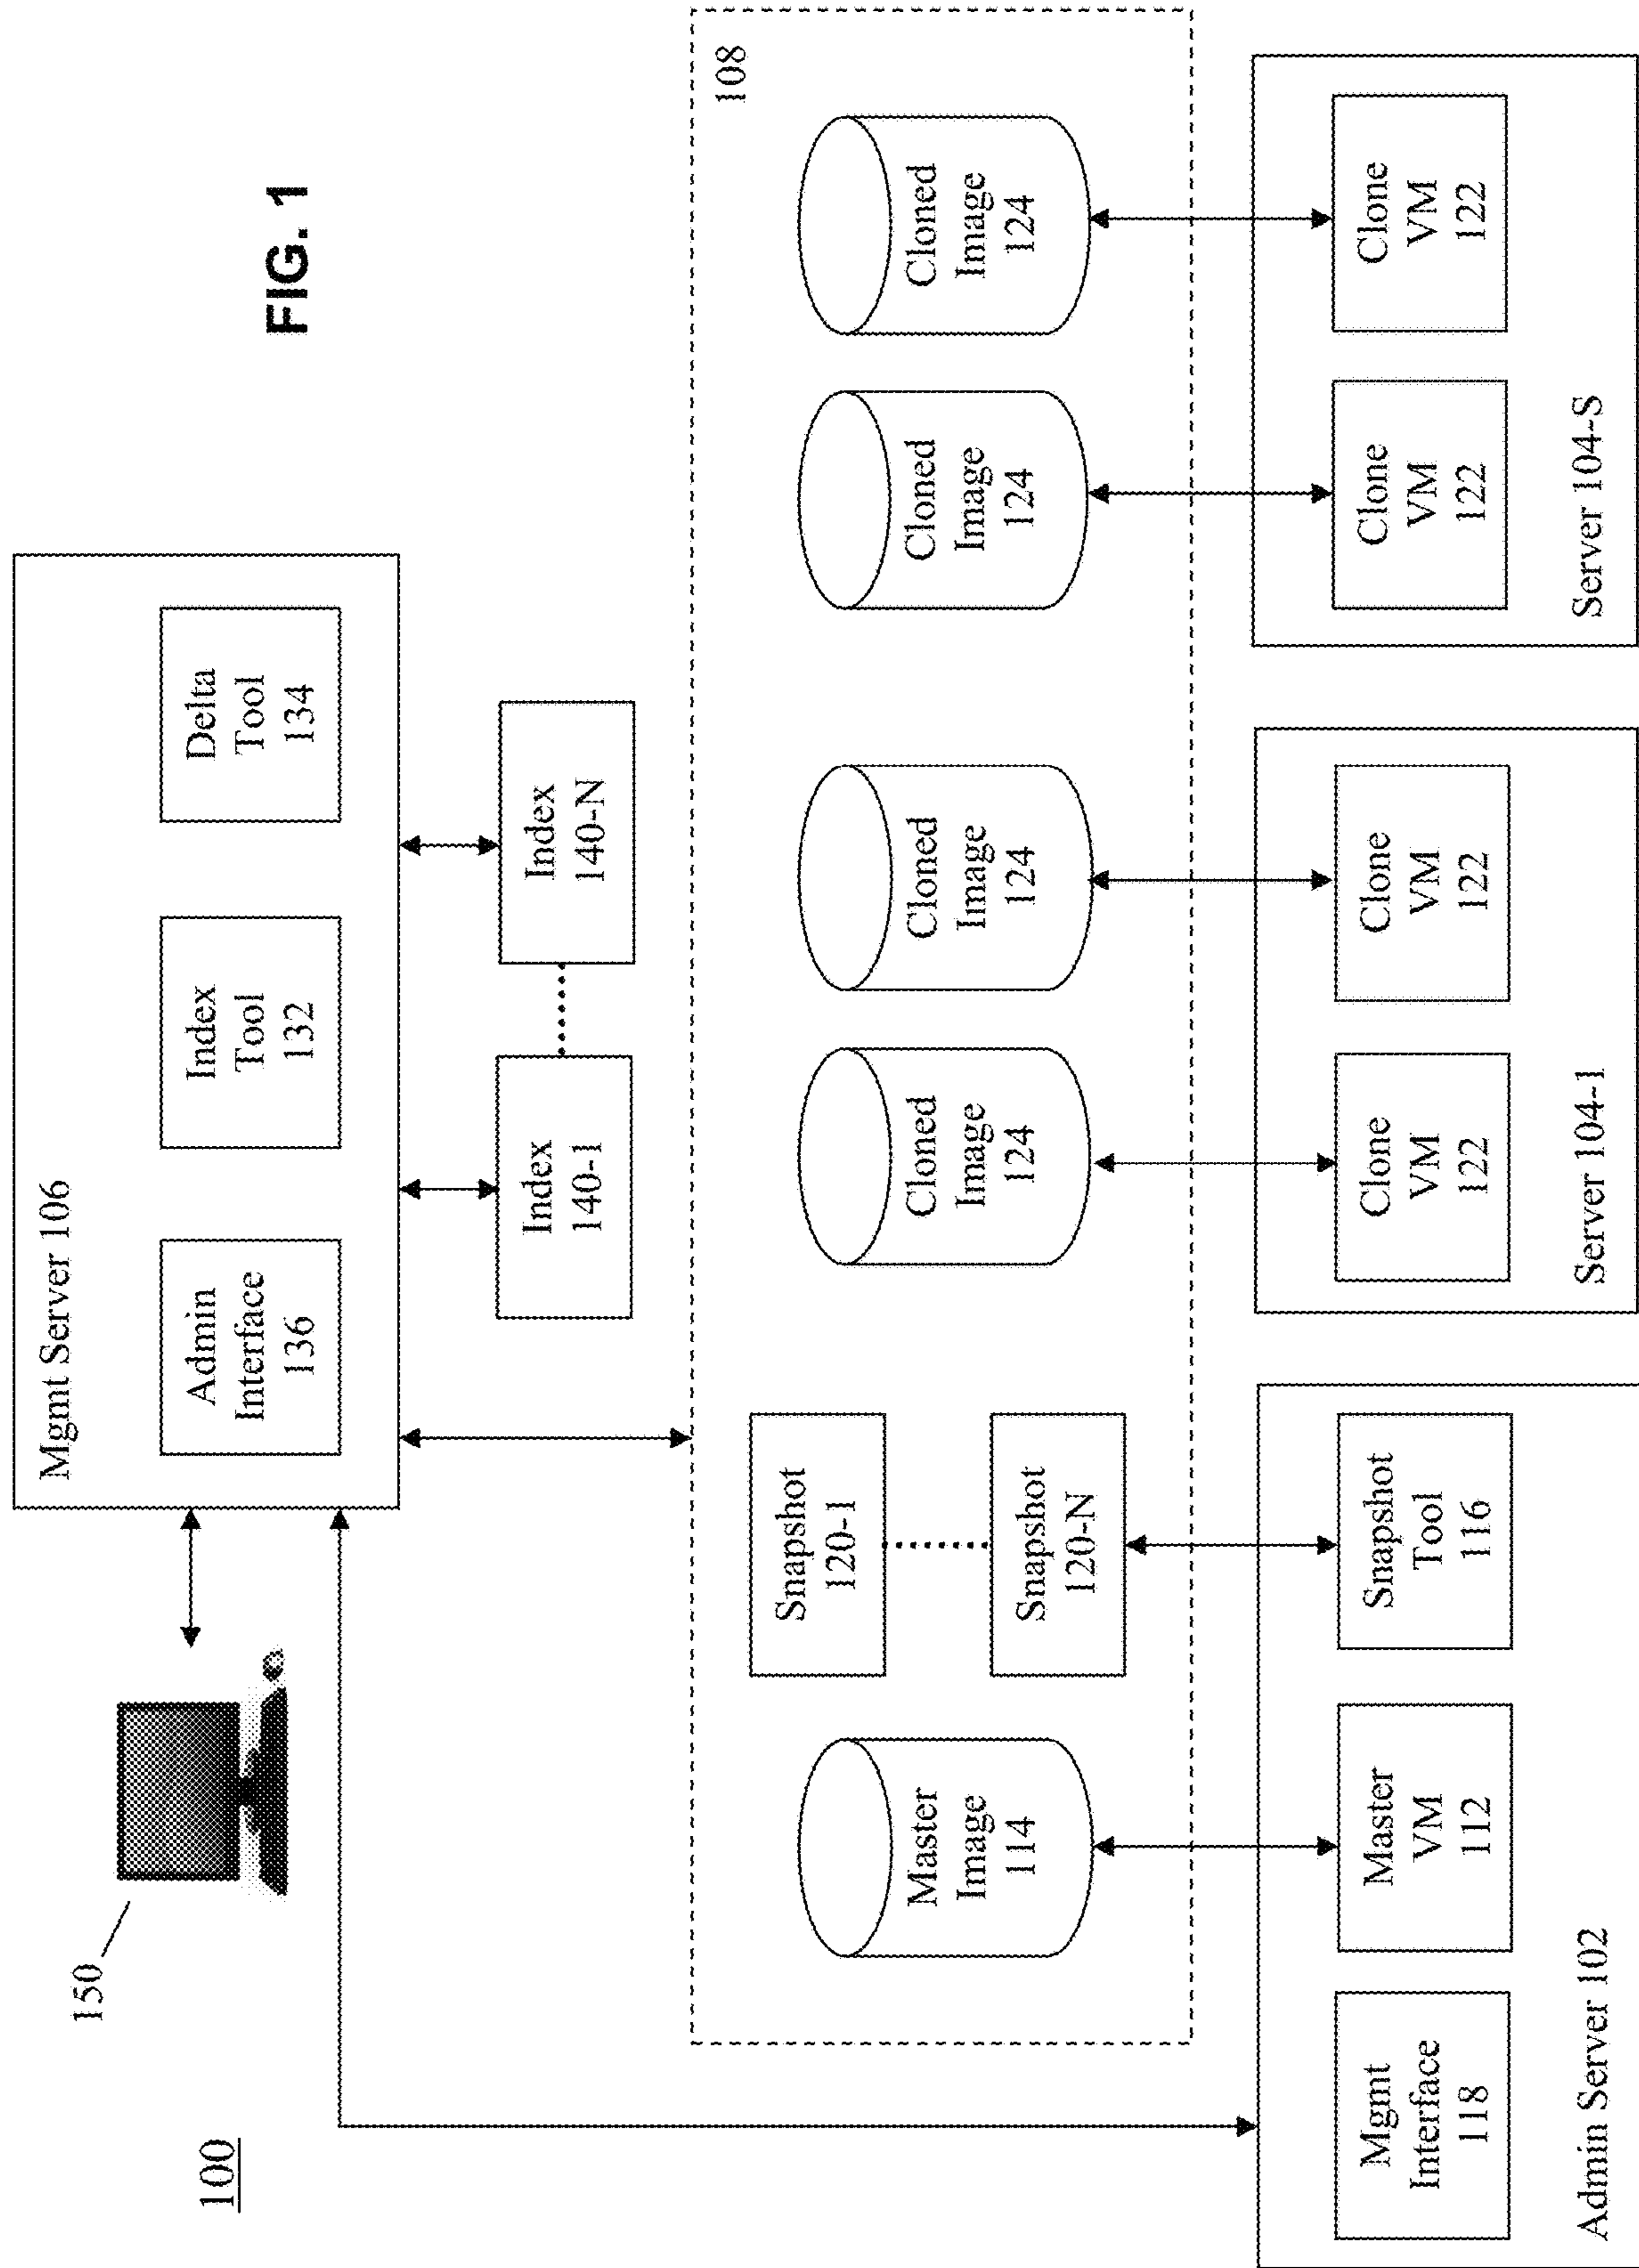 100
150
FIG. 1
Mgmt Server 106
Admin
Interface
136
Index
Tool
132
Delta
Tool
134
Index
140-1
Index
140-N
108
Master
Image
114
Snapshot
120-1
Snapshot
120-N
Cloned
Image
124
Cloned
Image
124
Cloned
Image
124
Cloned
Image
124
Mgmt
Interface
118
Master
VM
112
Snapshot
Tool
116
Admin Server 102
Clone
VM
122
Clone
VM
122
Server 104-1
Clone
VM
122
Clone
VM
122
Server 104-S